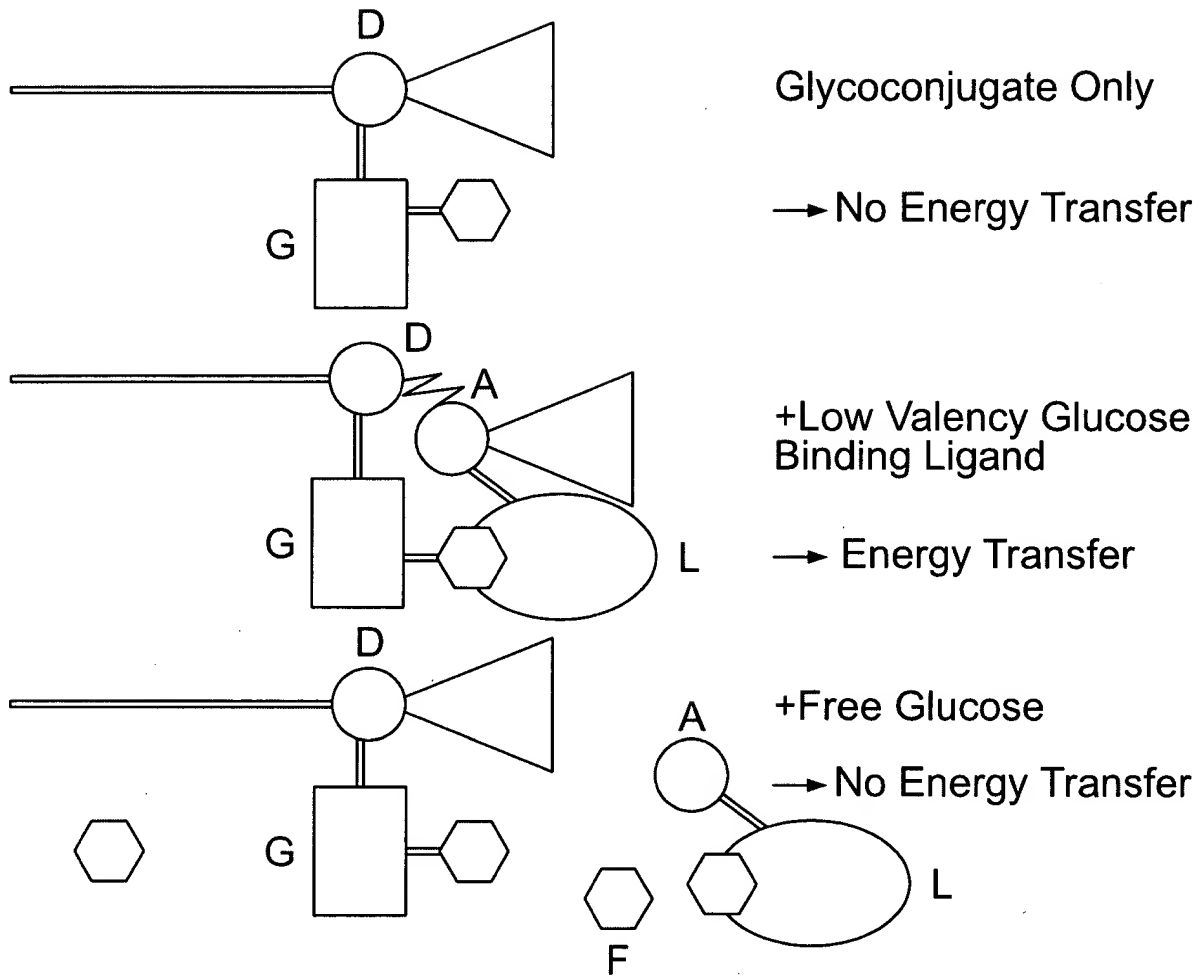 D
Glycoconjugate Only
→ No Energy Transfer
G
D
A
+Low Valency Glucose
Binding Ligand
G
L
→ Energy Transfer
D
A
+Free Glucose
→ No Energy Transfer
G
L
F